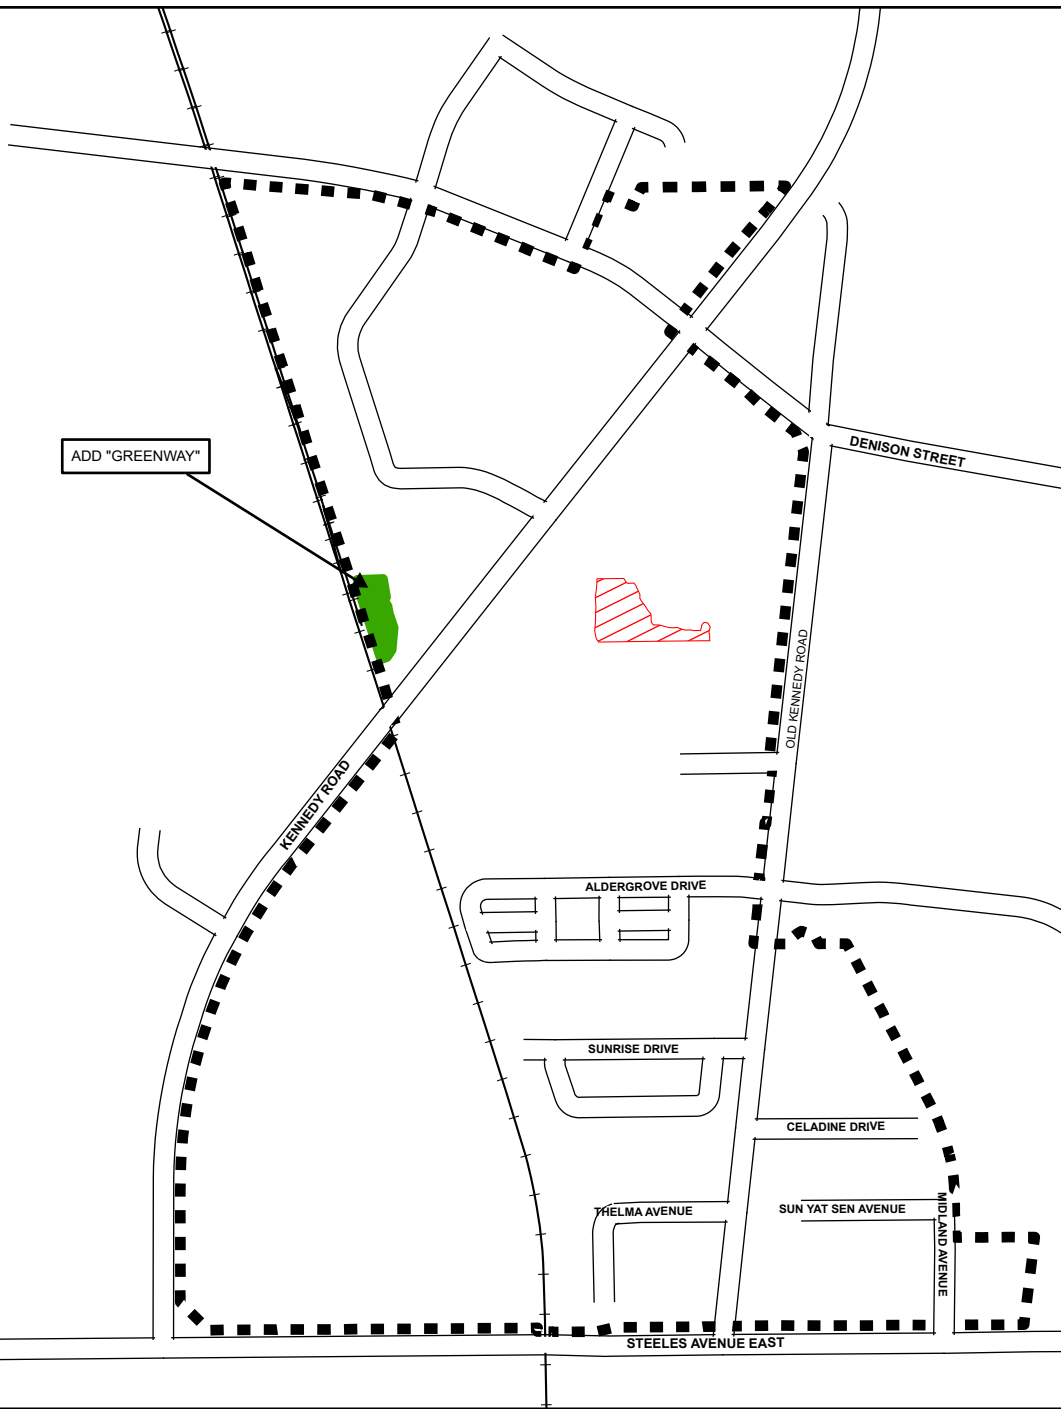 ADD "GREENWAY"
DENISON STREET
OLD KENNEDY ROAD
KENNEDY ROAD
ALDERGROVE DRIVE
SUNRISE DRIVE
CELADINE DRIVE
THELMA AVENUE
SUN YAT SEN AVENUE
MIDLAND AVENUE
STEELES AVENUE EAST